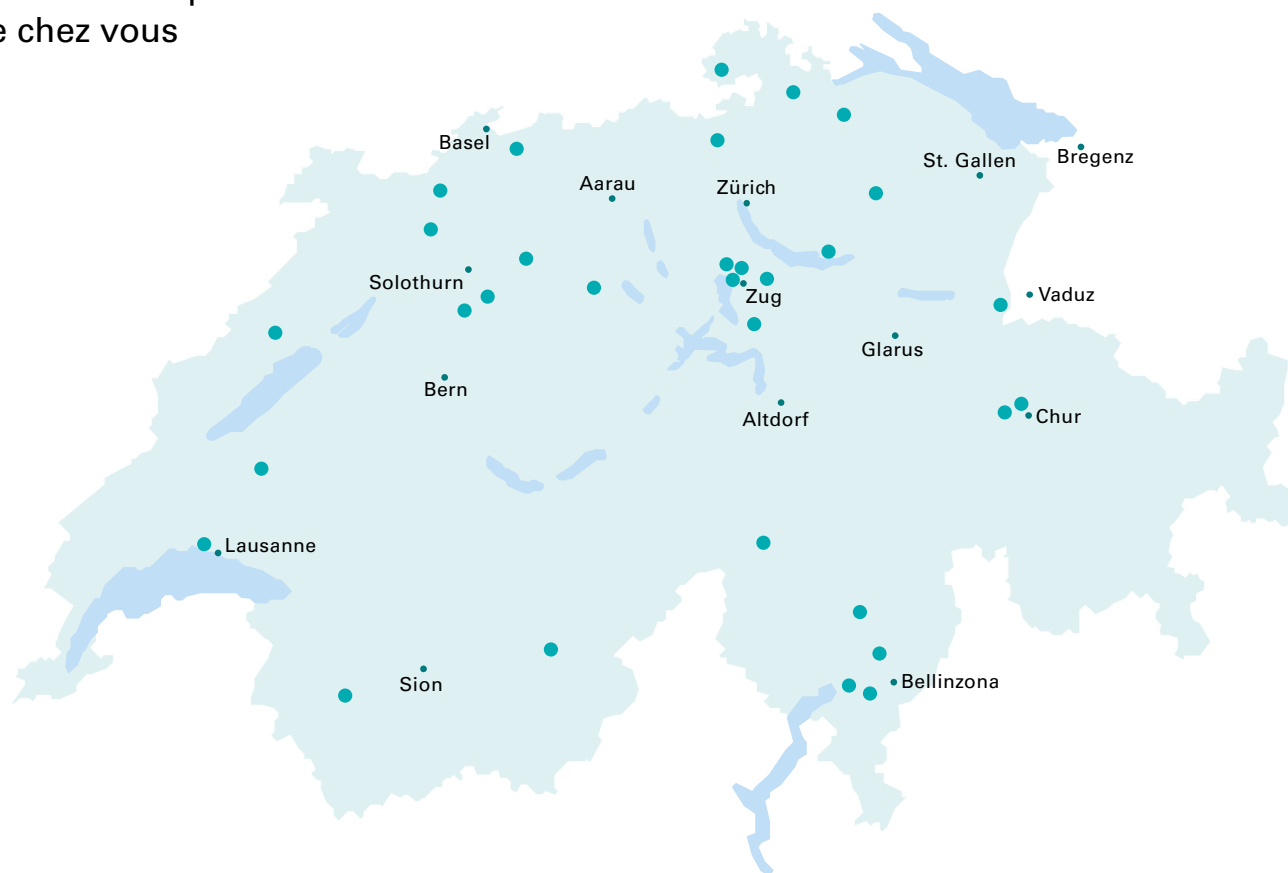 chez vous
Basel
Bregenz
St. Gallen
Aarau
Zürich
Solothurn
Vaduz
Zug
Glarus
Bern
Altdorf
Chur
Lausanne
Sion
Bellinzona